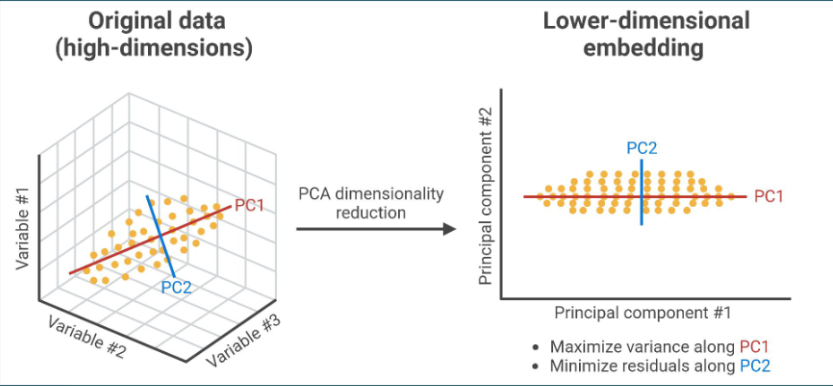 Original data
(high-dimensions)
Variable #1
Variable #2
Variable #3
PC1
PC2
PCA dimensionality
reduction
Lower-dimensional
embedding
Principal component #2
PC2
PC1
Principal component #1
• Maximize variance along PC1
• Minimize residuals along PC2